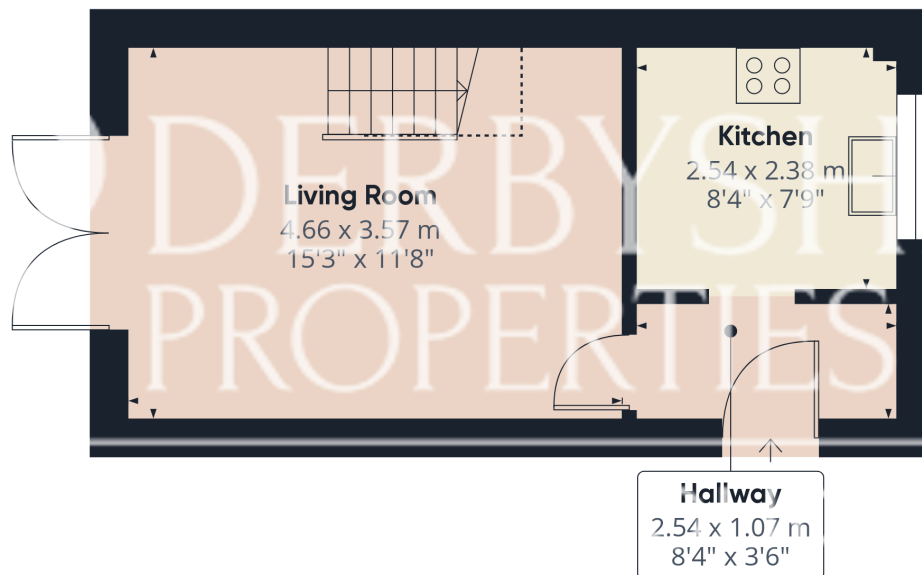 Living Room
4.66 x 3.57 m
15'3" x 11'8"
Kitchen
2.54 x 2.38 m
8'4" x 7'9"
Hallway
2.54 x 1.07 m
8'4" x 3'6"
DERBYSH
PROPERTIES